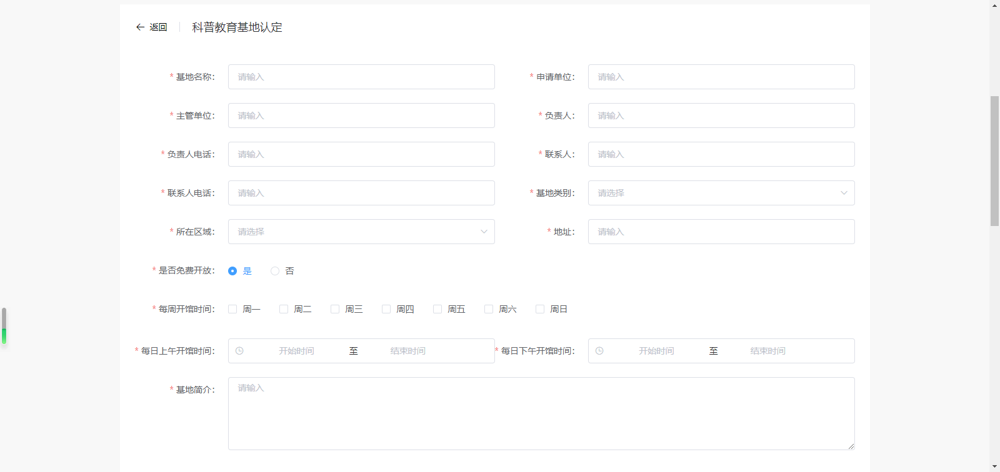 返回 科普教育基地认定
* 基地名称: 请输入 * 申请单位: 请输入
* 主管单位: 请输入 * 负责人: 请输入
* 负责人电话: 请输入 * 联系人: 请输入
* 联系人电话: 请输入 * 基地类别: 请选择
* 所在区域: 请选择 * 地址: 请输入
* 是否免费开放: 是 否
* 每周开馆时间: 周一 周二 周三 周四 周五 周六 周日
* 每日上午开馆时间: 开始时间 至 结束时间 * 每日下午开馆时间: 开始时间 至 结束时间
* 基地简介: 请输入